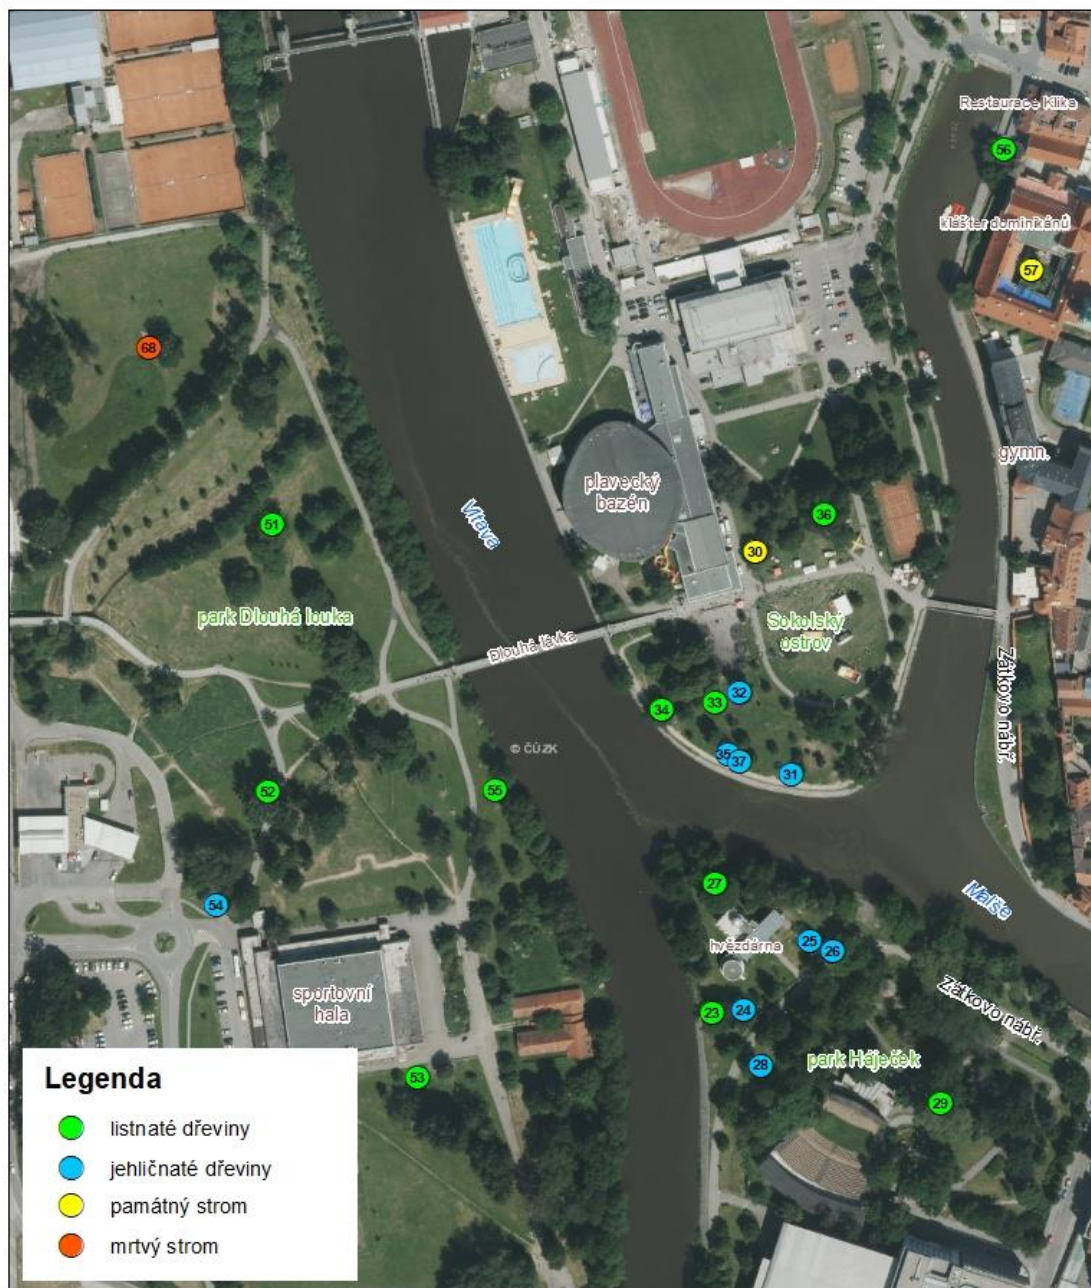 Restaurace Klika
56
klášter dominikánů
57
68
gymn.
plavecký
bazén
Vltava
36
51
30
park Dlouhá louka
Sokolský
ostrov
Dlouhá lávka
Zátkovo nábř.
32
33
34
© ČÚZK
35
37
31
52
55
27
Malše
54
25
26
hvězdárna
sportovní
hala
23
24
Zátkovo nábř.
28
park Háječek
53
29
Legenda
listnaté dřeviny
jehličnaté dřeviny
památný strom
mrtvý strom